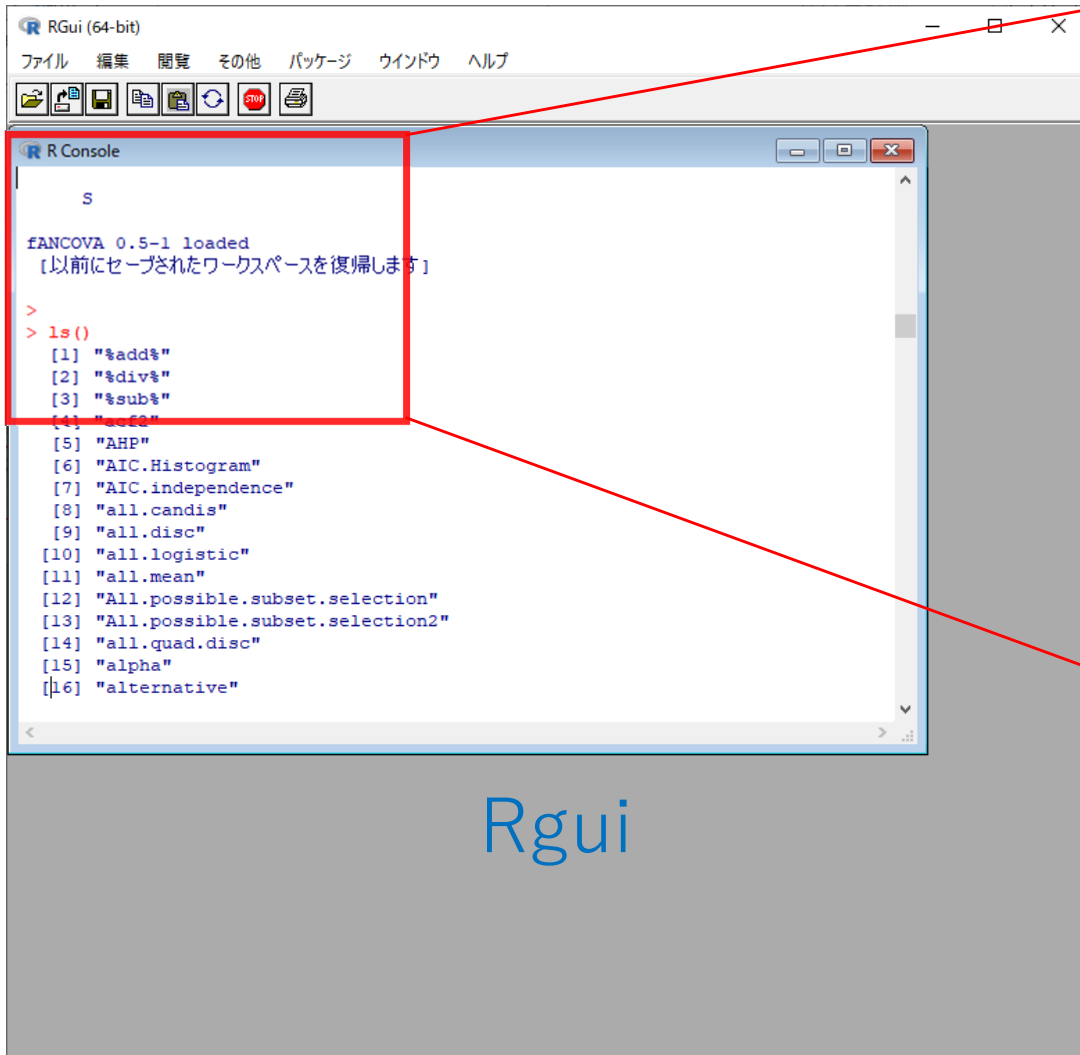 RGui (64-bit)
ファイル 編集 閲覧 その他 パッケージ ウインドウ ヘルプ
STOP
R Console
S
fANCOVA 0.5-1 loaded
[以前にセーブされたワークスペースを復帰します]
>
> ls()
[1] "%add%"
[2] "%div%"
[3] "%sub%"
[4] "acf2"
[5] "AHP"
[6] "AIC.Histogram"
[7] "AIC.independence"
[8] "all.candis"
[9] "all.disc"
[10] "all.logistic"
[11] "all.mean"
[12] "All.possible.subset.selection"
[13] "All.possible.subset.selection2"
[14] "all.quad.disc"
[15] "alpha"
[16] "alternative"
Rgui